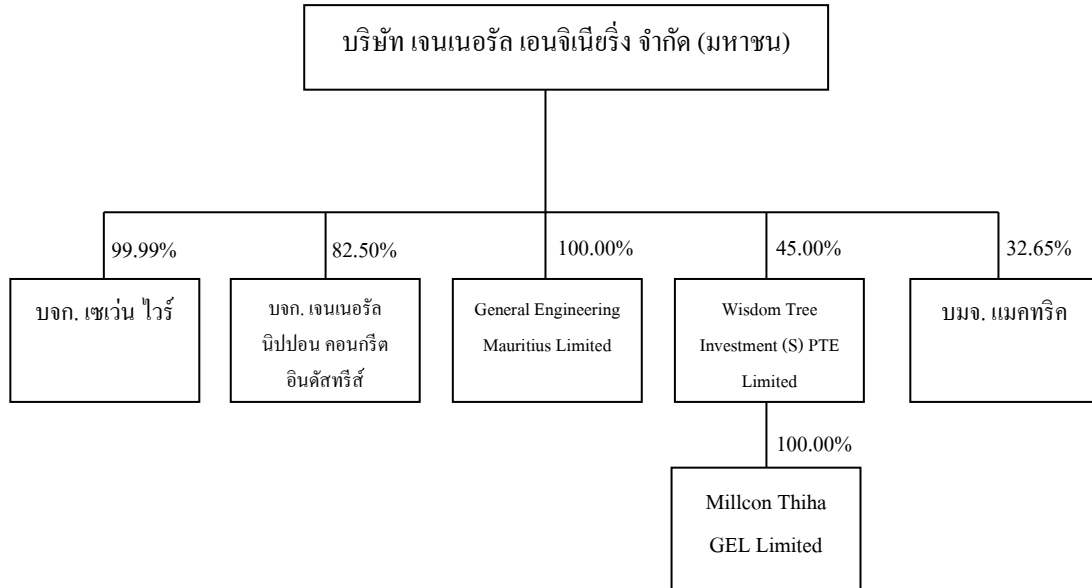 บริษัท เจนเนอรัล เอนจิเนียริ่ง จำกัด (มหาชน)
99.99%
82.50%
100.00%
45.00%
32.65%
บจก. เซเว่น ไวร์
บจก. เจนเนอรัล
นิปปอน คอนกรีต
อินดัสทรีส์
General Engineering
Mauritius Limited
Wisdom Tree
Investment (S) PTE
Limited
บมจ. แมคทริค
100.00%
Millcon Thiha
GEL Limited